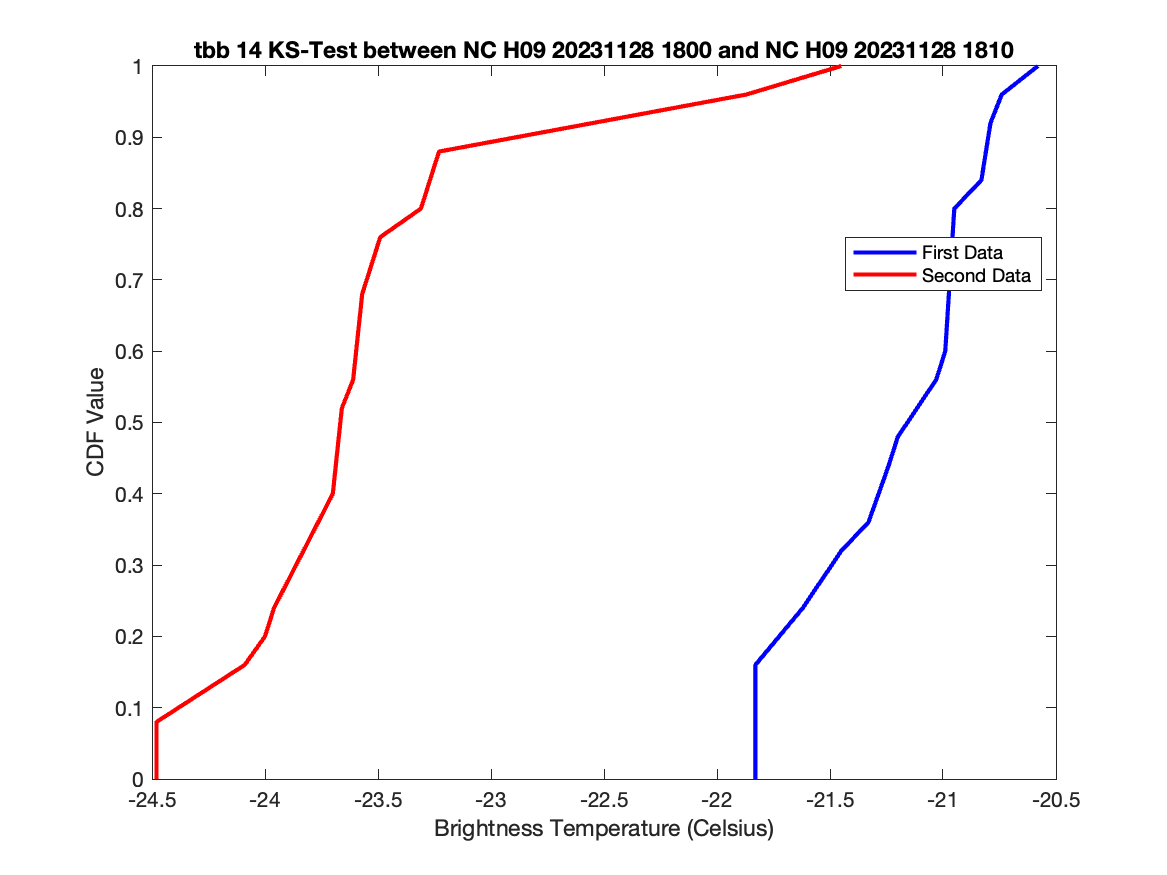 tbb 14 KS-Test between NC H09 20231128 1800 and NC H09 20231128 1810
1
0.9
0.8
0.7
0.6
0.5
0.4
0.3
0.2
0.1
0
CDF Value
First Data
Second Data
-24.5 -24 -23.5 -23 -22.5 -22 -21.5 -21 -20.5
Brightness Temperature (Celsius)